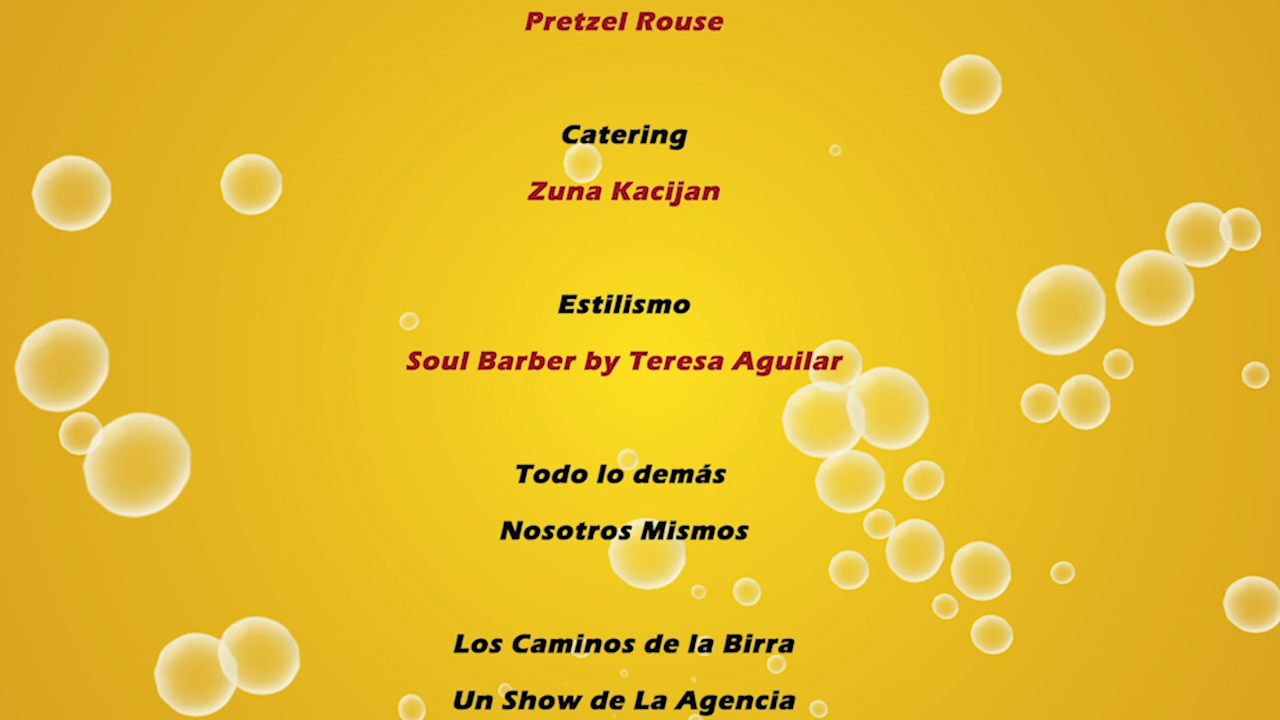 Pretzel Rouse
Catering
Zuna Kacijan
Estilismo
Soul Barber by Teresa Aguilar
Todo lo demás
Nosotros Mismos
Los Caminos de la Birra
Un Show de La Agencia